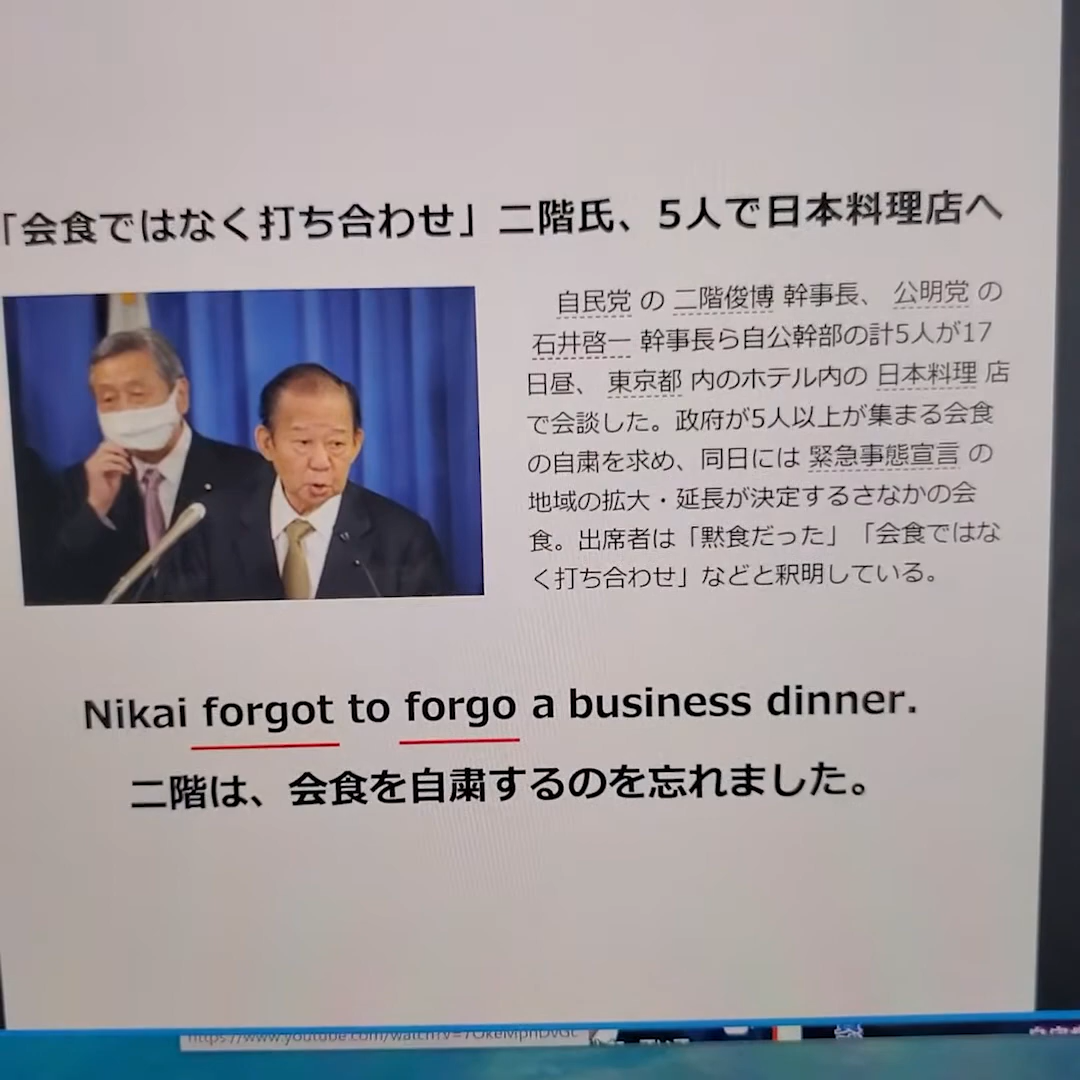 「会食ではなく打ち合わせ」二階氏、5人で日本料理店へ
自民党 の 二階俊博 幹事長、 公明党 の
石井啓一 幹事長ら自公幹部の計5人が17
日昼、 東京都 内のホテル内の 日本料理 店
で会談した。政府が5人以上が集まる会食
の自粛を求め、同日には 緊急事態宣言 の
地域の拡大・延長が決定するさなかの会
食。出席者は「黙食だった」「会食ではな
く打ち合わせ」などと釈明している。
Nikai forgot to forgo a business dinner.
二階は、会食を自粛するのを忘れました。